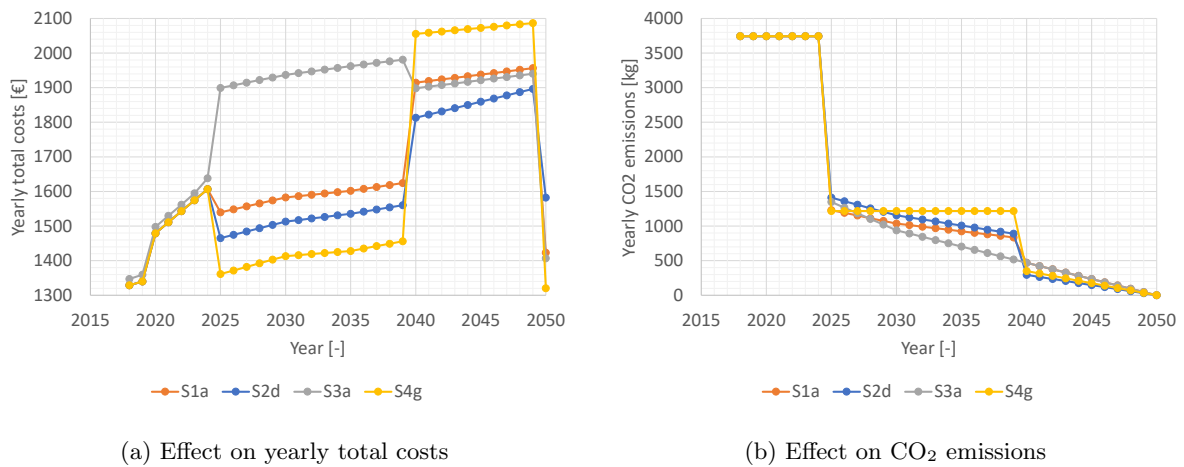 2100
2000
1900
1800
1700
1600
1500
1400
1300
Yearly total costs [€]
2015 2020 2025 2030 2035 2040 2045 2050
Year [-]
S1a S2d S3a S4g
(a) Effect on yearly total costs
4000
3500
3000
2500
2000
1500
1000
500
0
Yearly CO2 emissions [kg]
2015 2020 2025 2030 2035 2040 2045 2050
Year [-]
S1a S2d S3a S4g
(b) Effect on CO₂ emissions